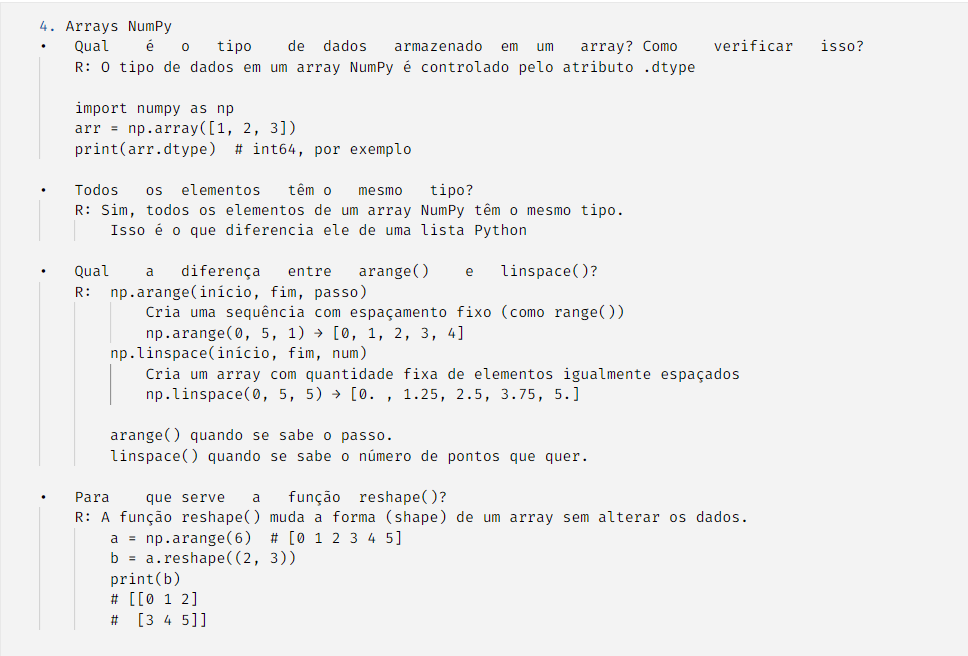 4. Arrays NumPy
• Qual é o tipo de dados armazenado em um array? Como verificar isso?
R: O tipo de dados em um array NumPy é controlado pelo atributo .dtype
import numpy as np
arr = np.array([1, 2, 3])
print(arr.dtype)  # int64, por exemplo
• Todos os elementos têm o mesmo tipo?
R: Sim, todos os elementos de um array NumPy têm o mesmo tipo.
Isso é o que diferencia ele de uma lista Python
• Qual a diferença entre arange() e linspace()?
R: np.arange(início, fim, passo)
Cria uma sequência com espaçamento fixo (como range())
np.arange(0, 5, 1) → [0, 1, 2, 3, 4]
np.linspace(início, fim, num)
Cria um array com quantidade fixa de elementos igualmente espaçados
np.linspace(0, 5, 5) → [0. , 1.25, 2.5, 3.75, 5.]
arange() quando se sabe o passo.
linspace() quando se sabe o número de pontos que quer.
• Para que serve a função reshape()?
R: A função reshape() muda a forma (shape) de um array sem alterar os dados.
a = np.arange(6)  # [0 1 2 3 4 5]
b = a.reshape((2, 3))
print(b)
# [[0 1 2]
#  [3 4 5]]